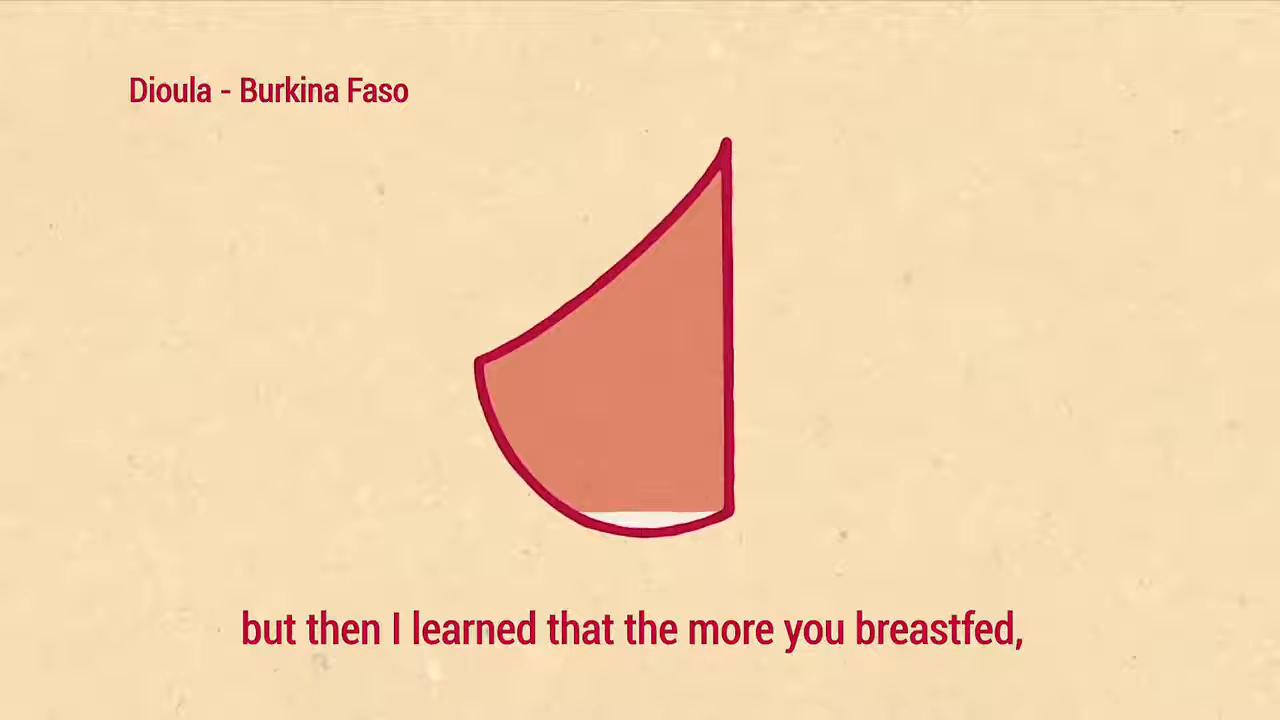 Dioula - Burkina Faso
but then I learned that the more you breastfed,